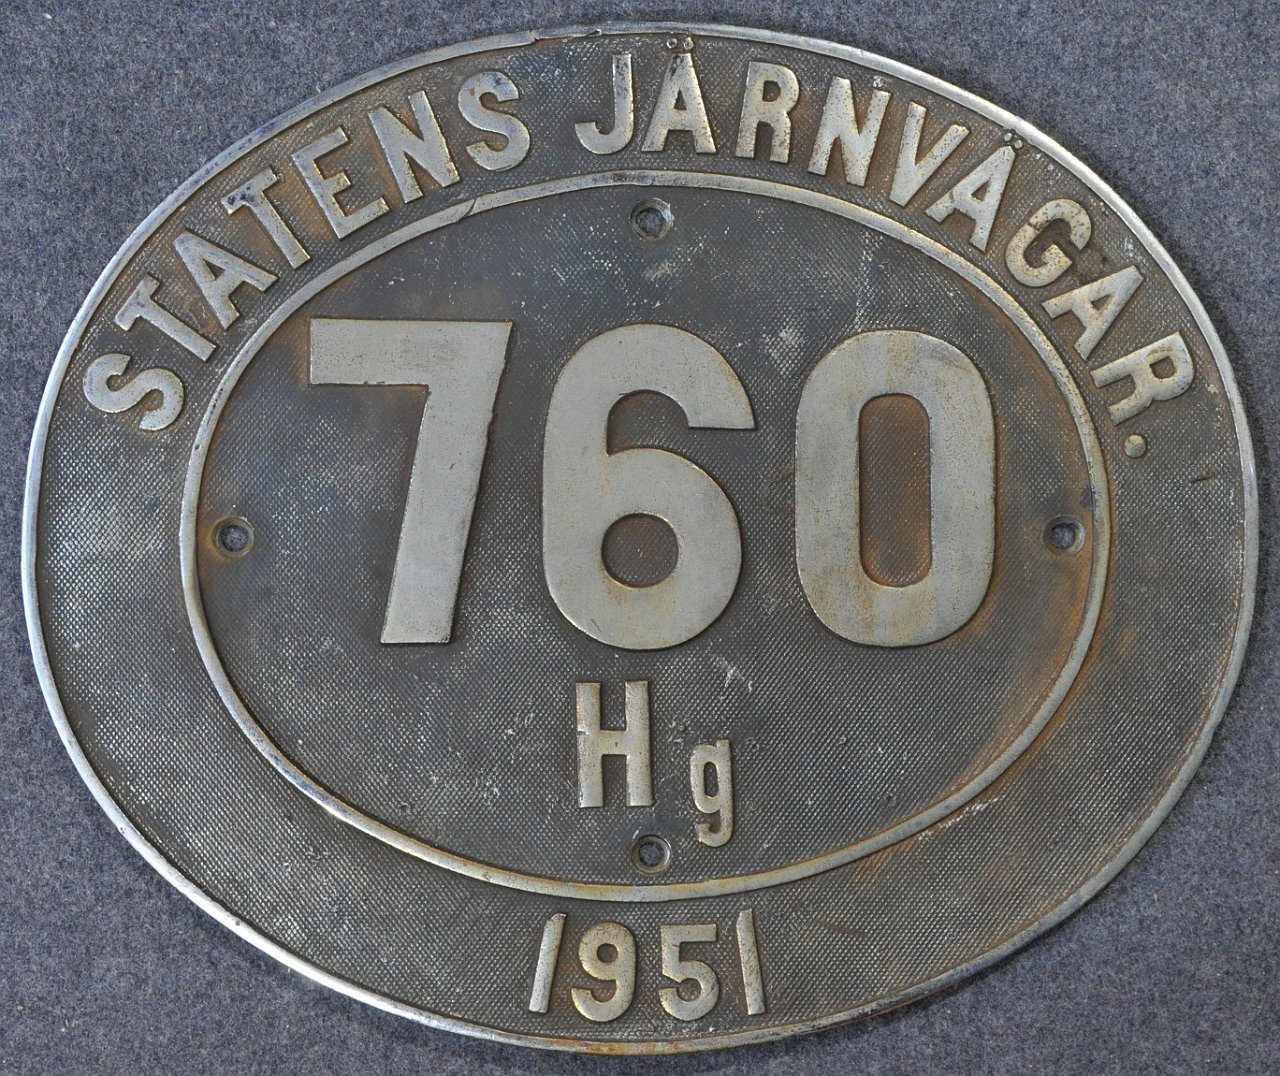 STATENS JÄRNVÄGAR.
760
Hg
1951